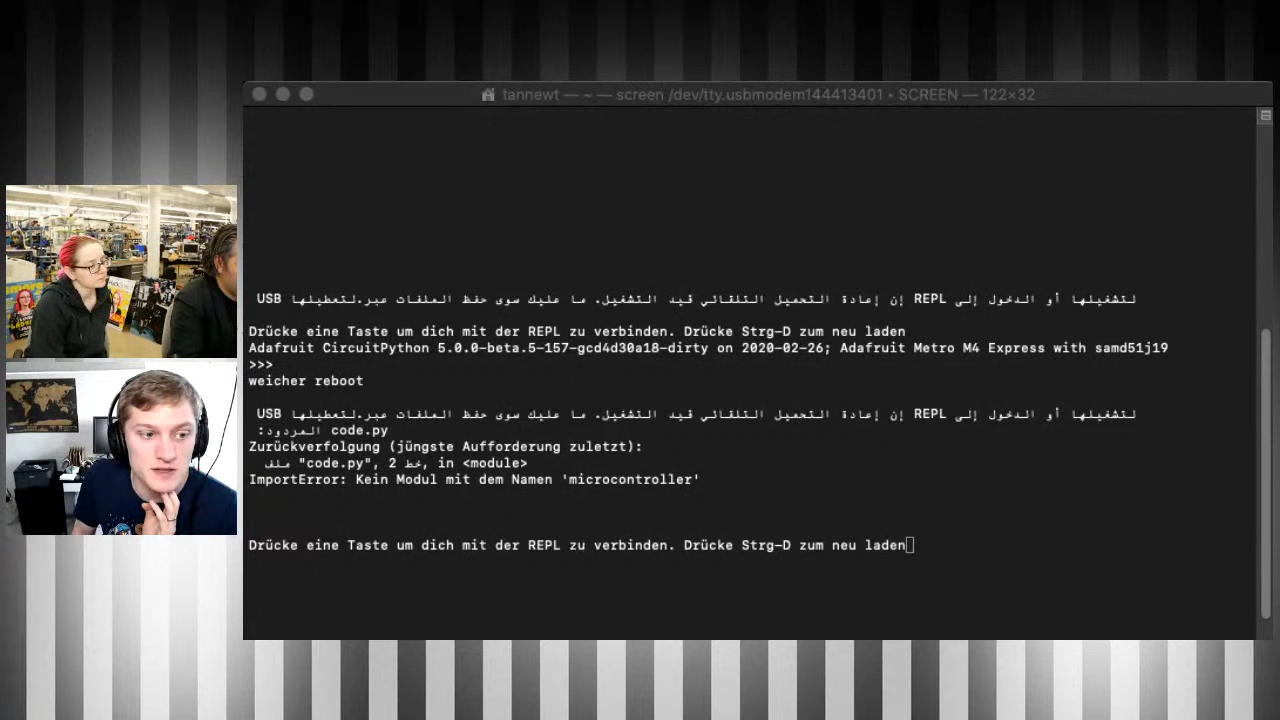 tannewt — ~ — screen /dev/tty.usbmodem144413401 • SCREEN — 122×32
لتشغيلها أو الدخول إلى REPL إن إعادة التحميل التلقائي قيد التشغيل. ما عليك سوى حفظ الملفات عبر.لتعطيلها USB
Drücke eine Taste um dich mit der REPL zu verbinden. Drücke Strg-D zum neu laden
Adafruit CircuitPython 5.0.0-beta.5-157-gcd4d30a18-dirty on 2020-02-26; Adafruit Metro M4 Express with samd51j19
>>>
weicher reboot
لتشغيلها أو الدخول إلى REPL إن إعادة التحميل التلقائي قيد التشغيل. ما عليك سوى حفظ الملفات عبر.لتعطيلها USB
code.py المردود:
Zurückverfolgung (jüngste Aufforderung zuletzt):
ملف "code.py", خط 2, in <module>
ImportError: Kein Modul mit dem Namen 'microcontroller'
Drücke eine Taste um dich mit der REPL zu verbinden. Drücke Strg-D zum neu laden